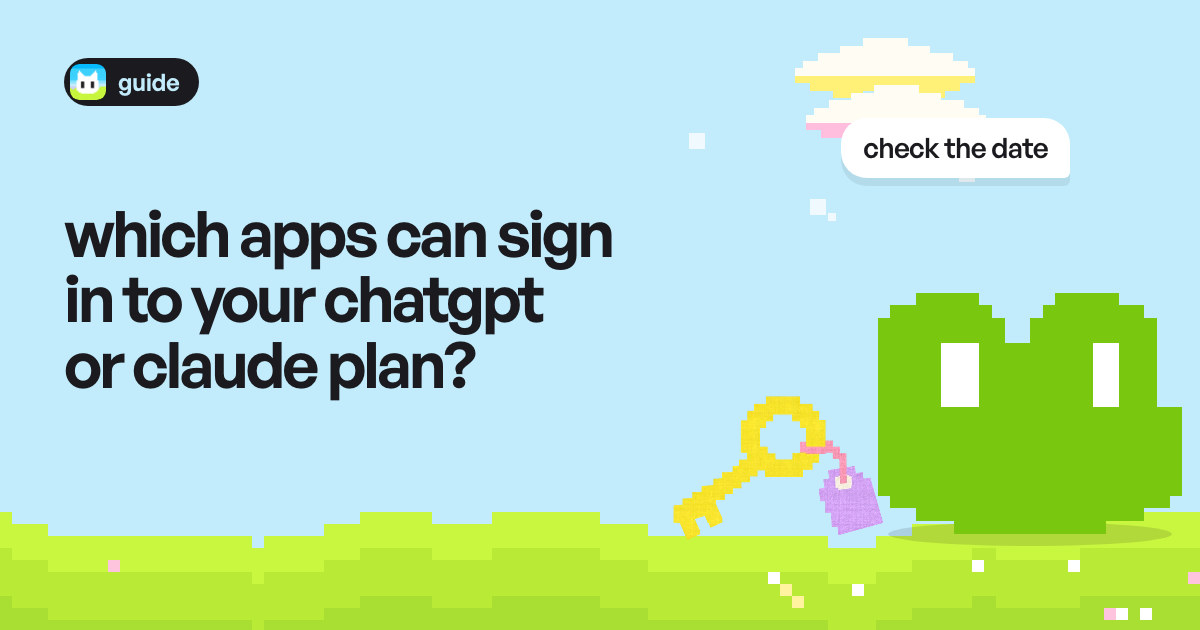 guide
check the date
which apps can sign
in to your chatgpt
or claude plan?